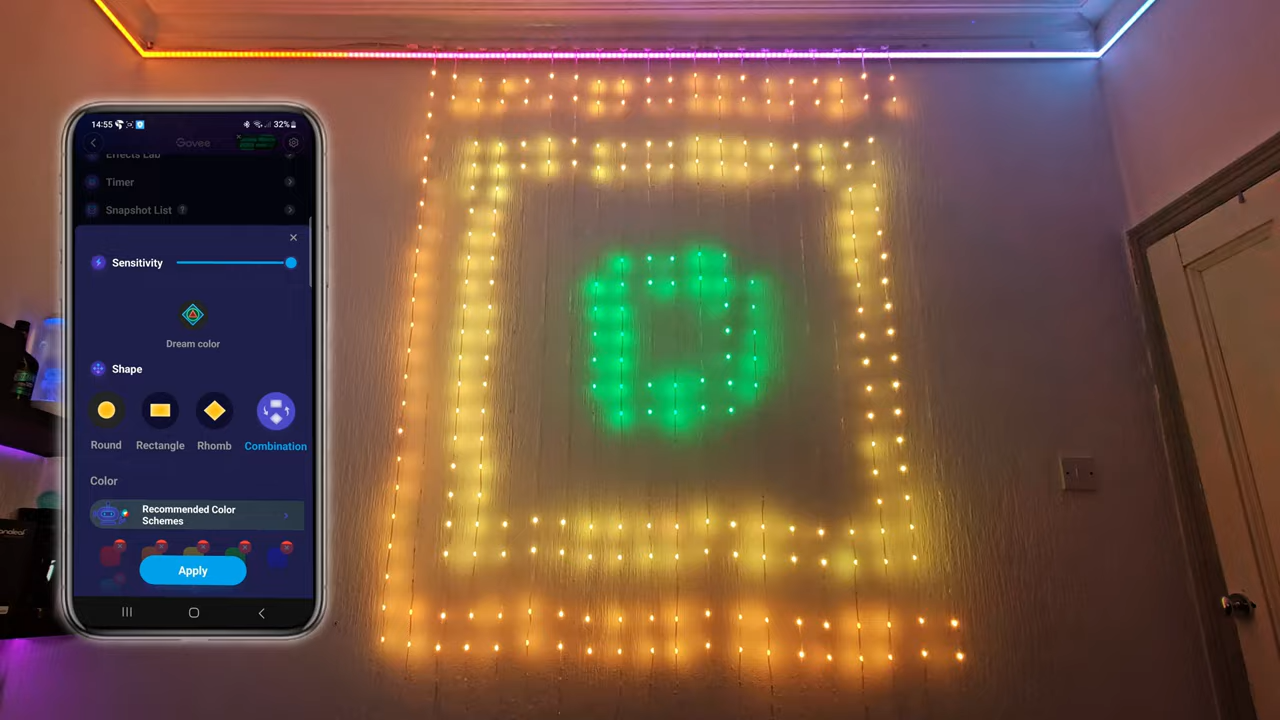 14:55
32%
Govee
Effects Lab
Timer
Snapshot List ?
Sensitivity
Dream color
Shape
Round
Rectangle
Rhomb
Combination
Color
Recommended Color
Schemes
Apply